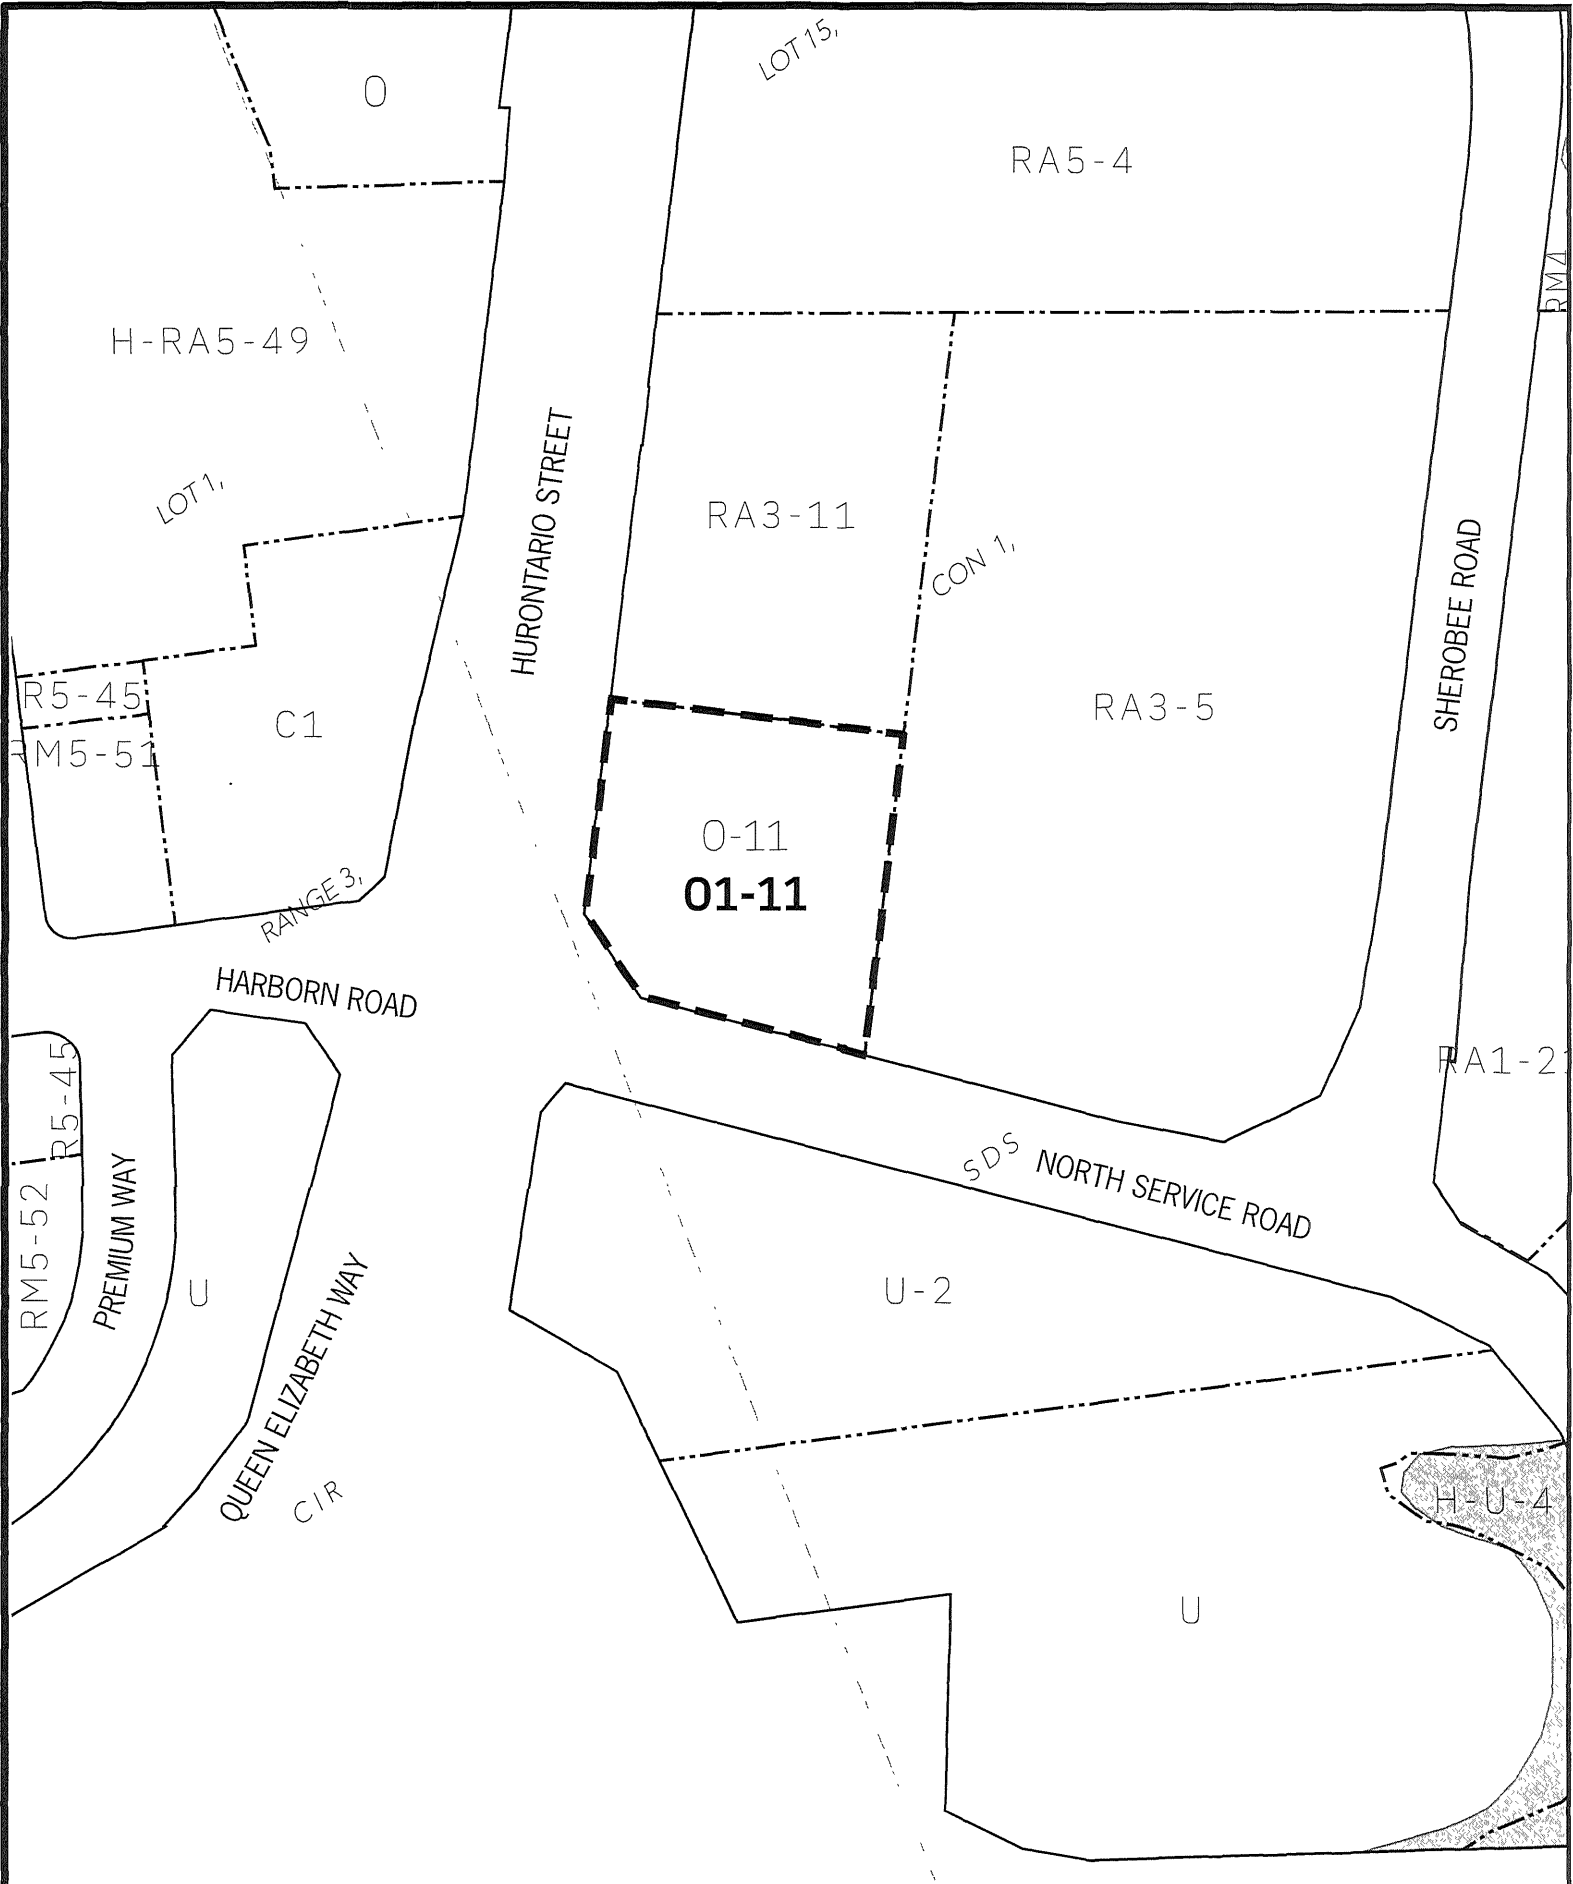 LOT 15,
O
RA5-4
RM4
H-RA5-49
LOT 1,
HURONTARIO STREET
RA3-11
CON 1,
SHEROBEE ROAD
R5-45
C1
RA3-5
RM5-51
O-11
O1-11
RANGE 3,
HARBORN ROAD
R5-45
RA1-21
SDS
NORTH SERVICE ROAD
RM5-52
PREMIUM WAY
U
U-2
QUEEN ELIZABETH WAY
CIR
H-U-4
U